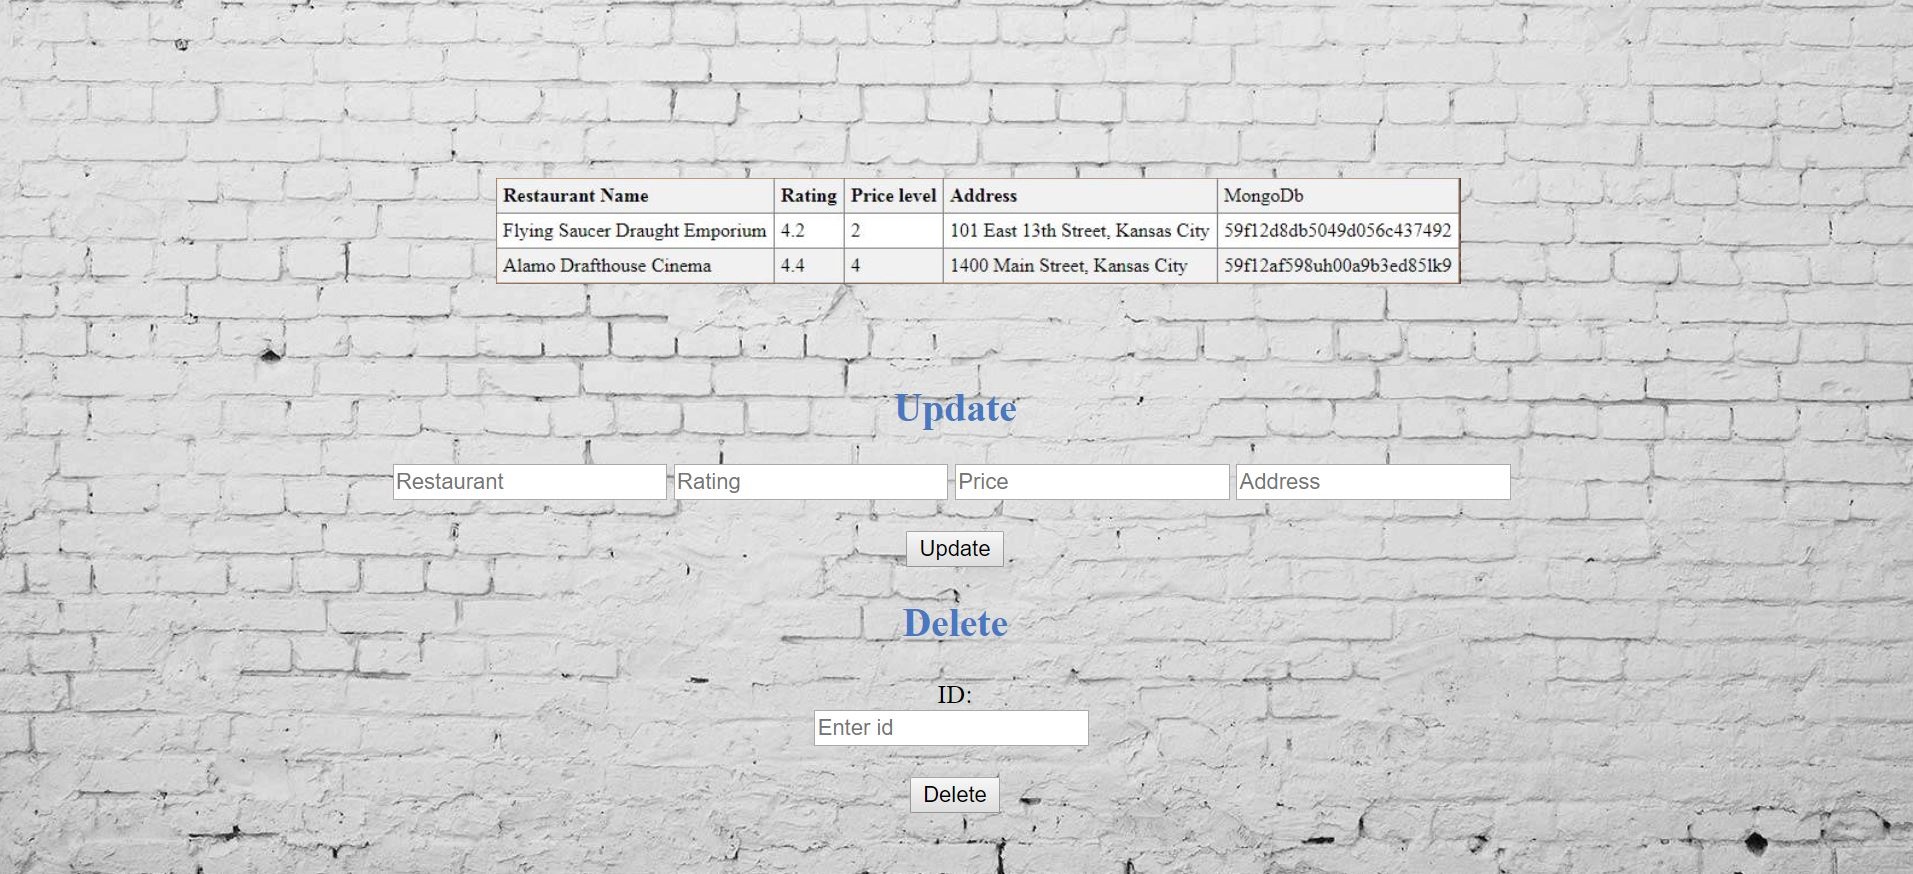 Restaurant Name Rating Price level Address MongoDb
Flying Saucer Draught Emporium 4.2 2 101 East 13th Street, Kansas City 59f12d8db5049d056c437492
Alamo Drafthouse Cinema 4.4 4 1400 Main Street, Kansas City 59f12af598uh00a9b3ed85lk9
Update
Restaurant Rating Price Address
Update
Delete
ID:
Enter id
Delete